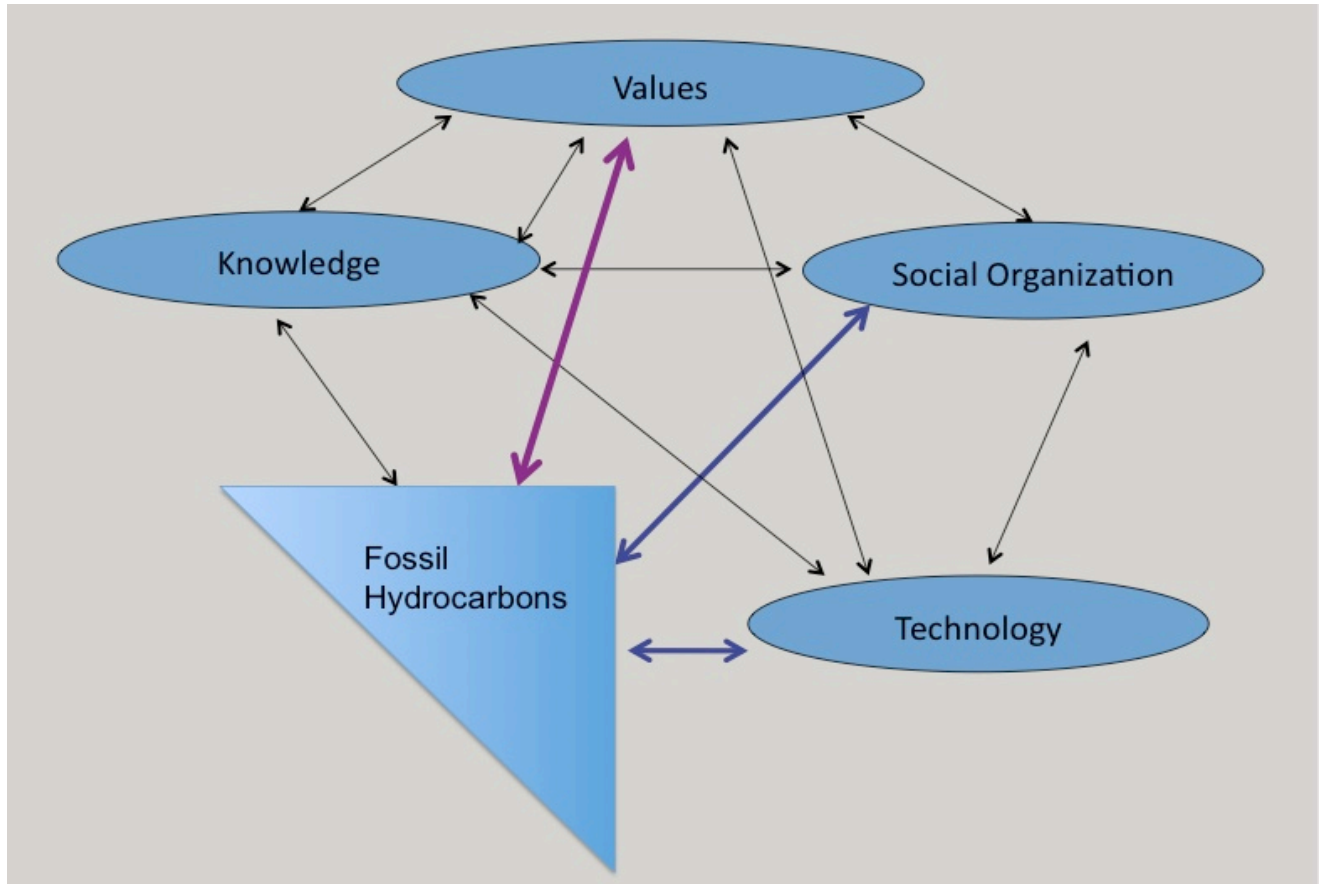 Values
Knowledge
Social Organization
Fossil
Hydrocarbons
Technology